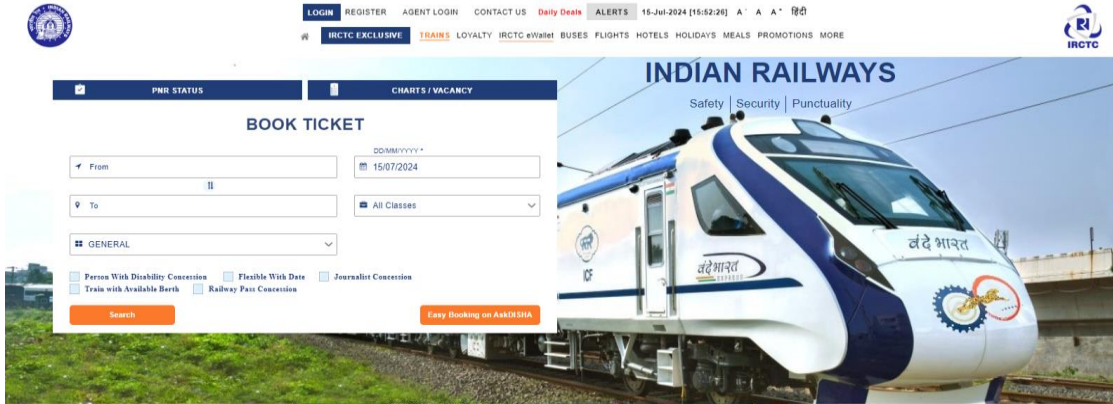 LOGIN REGISTER AGENT LOGIN CONTACT US Daily Deals ALERTS 15-Jul-2024 [15:52:26] A- A A+ हिंदी
IRCTC EXCLUSIVE TRAINS LOYALTY IRCTC eWallet BUSES FLIGHTS HOTELS HOLIDAYS MEALS PROMOTIONS MORE
IRCTC
PNR STATUS
CHARTS / VACANCY
BOOK TICKET
DD/MM/YYYY *
From
15/07/2024
To
All Classes
GENERAL
Person With Disability Concession Flexible With Date Journalist Concession
Train with Available Berth Railway Pass Concession
Search
Easy Booking on AskDISHA
INDIAN RAILWAYS
Safety | Security | Punctuality
ICF
वंदे भारत
EXPRESS
वंदे भारत